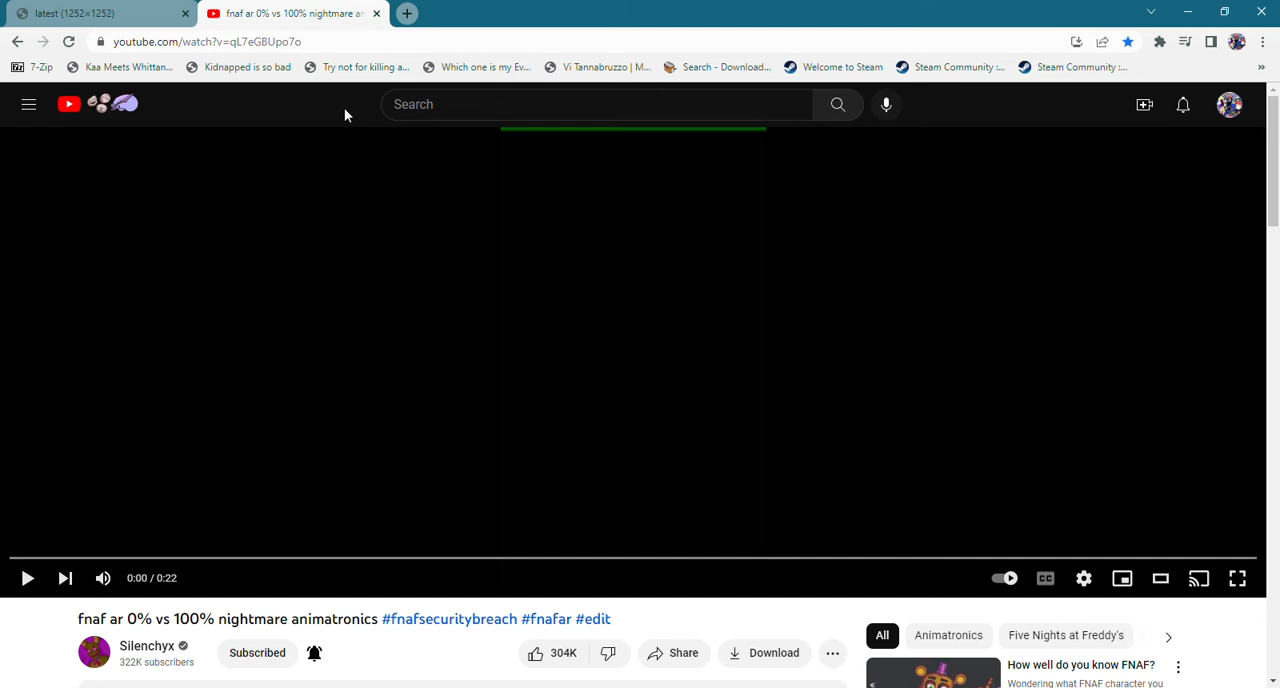 latest (1252×1252)
fnaf ar 0% vs 100% nightmare an
youtube.com/watch?v=qL7eGBUpo7o
7-Zip
Kaa Meets Whittan...
Kidnapped is so bad
Try not for killing a...
Which one is my Ev...
Vi Tannabruzzo | M...
Search - Download...
Welcome to Steam
Steam Community :...
Steam Community :...
»
Search
0:00 / 0:22
CC
fnaf ar 0% vs 100% nightmare animatronics #fnafsecuritybreach #fnafar #edit
Silenchyx
322K subscribers
Subscribed
304K
Share
Download
All
Animatronics
Five Nights at Freddy's
How well do you know FNAF?
Wondering what FNAF character you